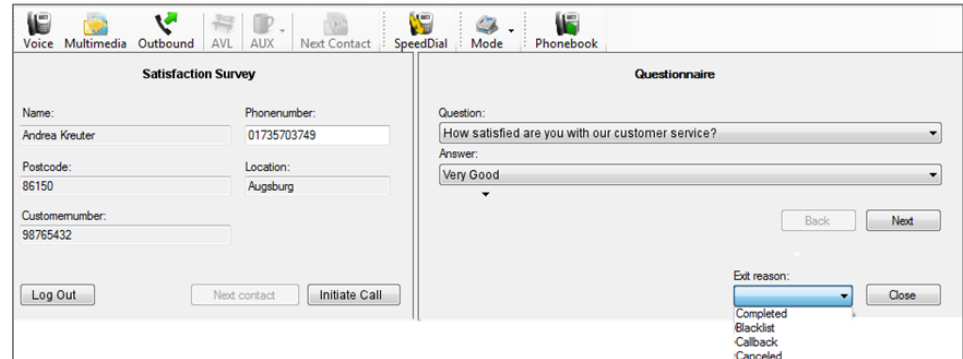 Voice Multimedia Outbound AVL AUX Next Contact SpeedDial Mode Phonebook
Satisfaction Survey
Name:
Andrea Kreuter
Phonenumber:
01735703749
Postcode:
86150
Location:
Augsburg
Customernumber:
98765432
Log Out
Next contact
Initiate Call
Questionnaire
Question:
How satisfied are you with our customer service?
Answer:
Very Good
Back
Next
Exit reason:
Close
Completed
Blacklist
Callback
Canceled